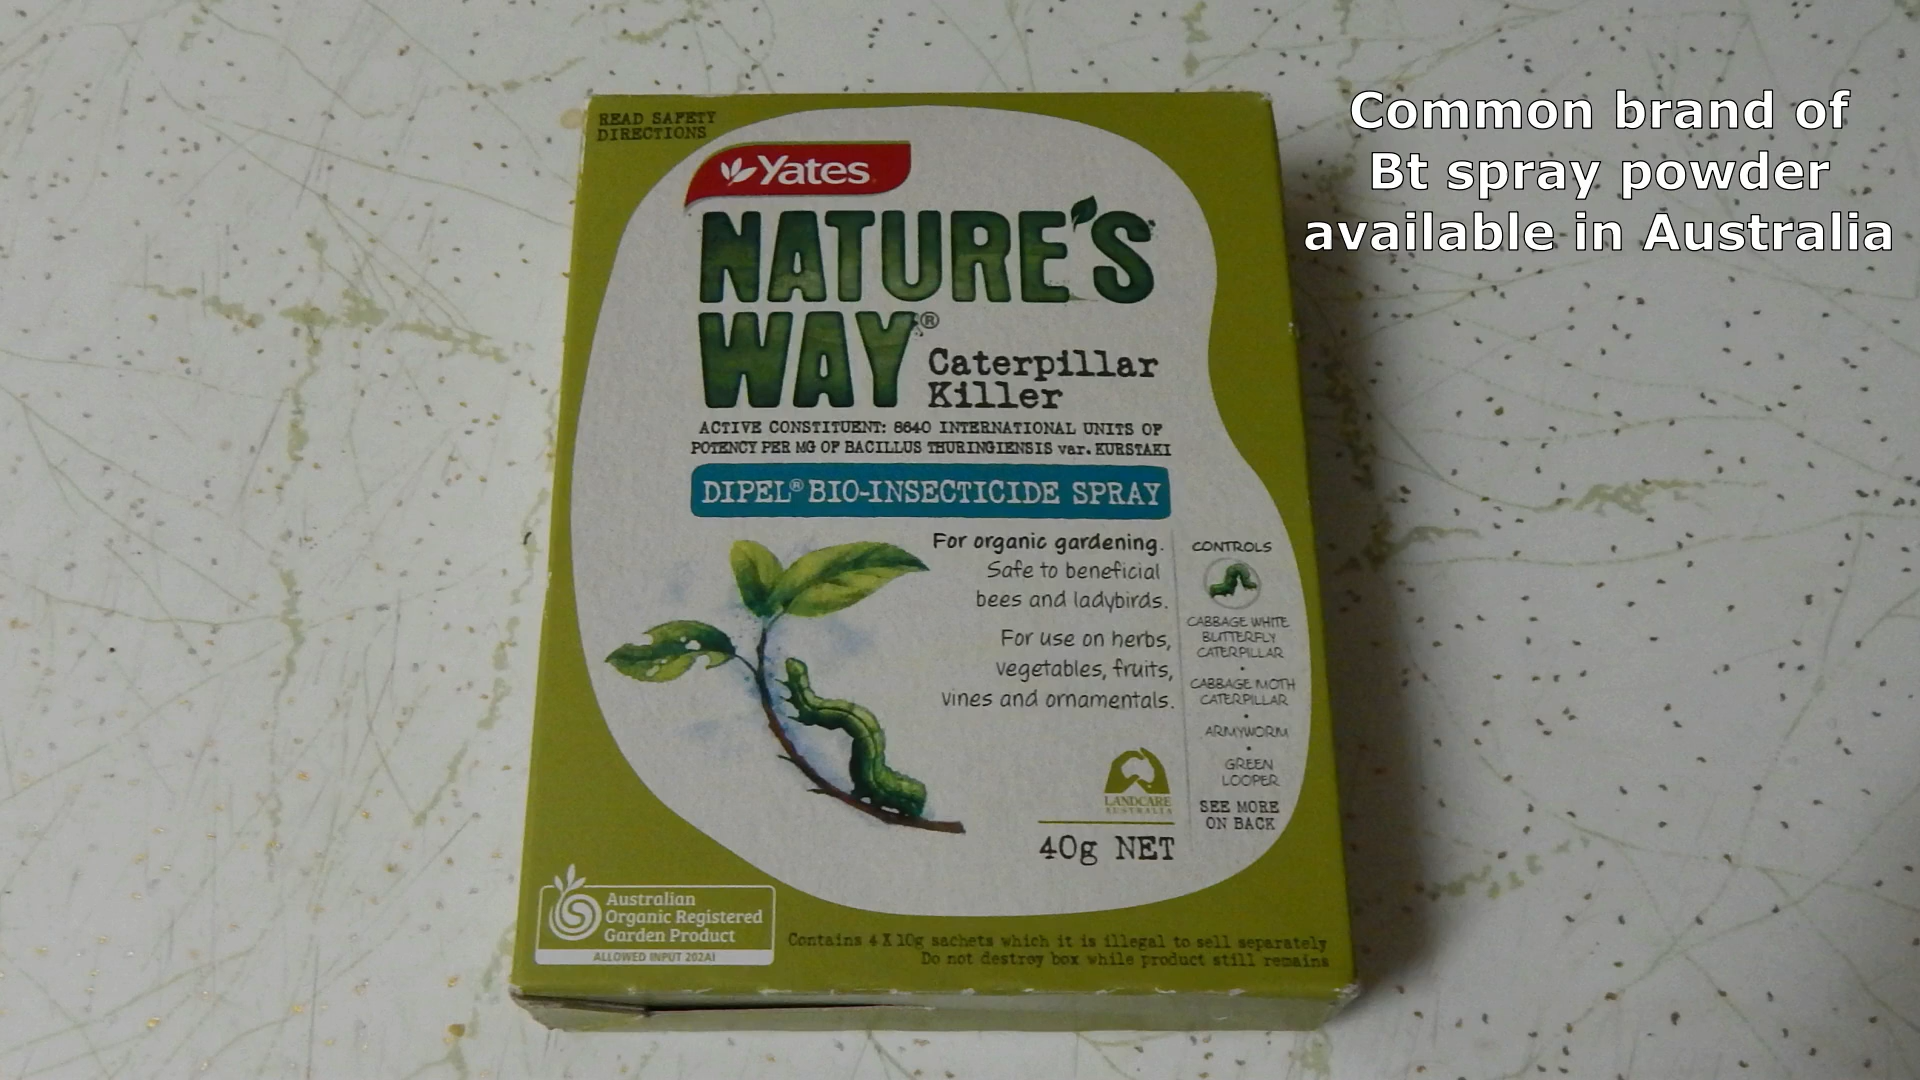 READ SAFETY
DIRECTIONS
Yates
NATURE'S
WAY®
Caterpillar
Killer
ACTIVE CONSTITUENT: 8640 INTERNATIONAL UNITS OF
POTENCY PER MG OF BACILLUS THURINGIENSIS var. KURSTAKI
DIPEL® BIO-INSECTICIDE SPRAY
For organic gardening.
Safe to beneficial
bees and ladybirds.
For use on herbs,
vegetables, fruits,
vines and ornamentals.
CONTROLS
CABBAGE WHITE
BUTTERFLY
CATERPILLAR
•
CABBAGE MOTH
CATERPILLAR
•
ARMYWORM
•
GREEN
LOOPER
SEE MORE
ON BACK
LANDCARE
AUSTRALIA
40g NET
Australian
Organic Registered
Garden Product
ALLOWED INPUT 202AI
Contains 4 X 10g sachets which it is illegal to sell separately
Do not destroy box while product still remains
Common brand of
Bt spray powder
available in Australia